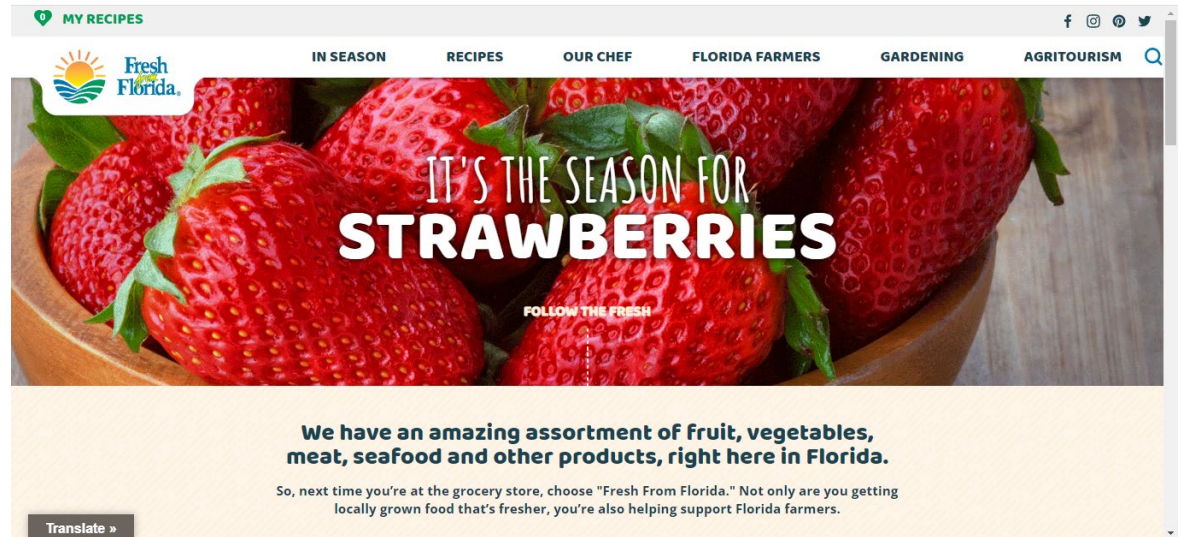 0 MY RECIPES
Fresh
from
Florida®
IN SEASON RECIPES OUR CHEF FLORIDA FARMERS GARDENING AGRITOURISM
IT'S THE SEASON FOR
STRAWBERRIES
FOLLOW THE FRESH
We have an amazing assortment of fruit, vegetables,
meat, seafood and other products, right here in Florida.
So, next time you're at the grocery store, choose "Fresh From Florida." Not only are you getting
locally grown food that's fresher, you're also helping support Florida farmers.
Translate »